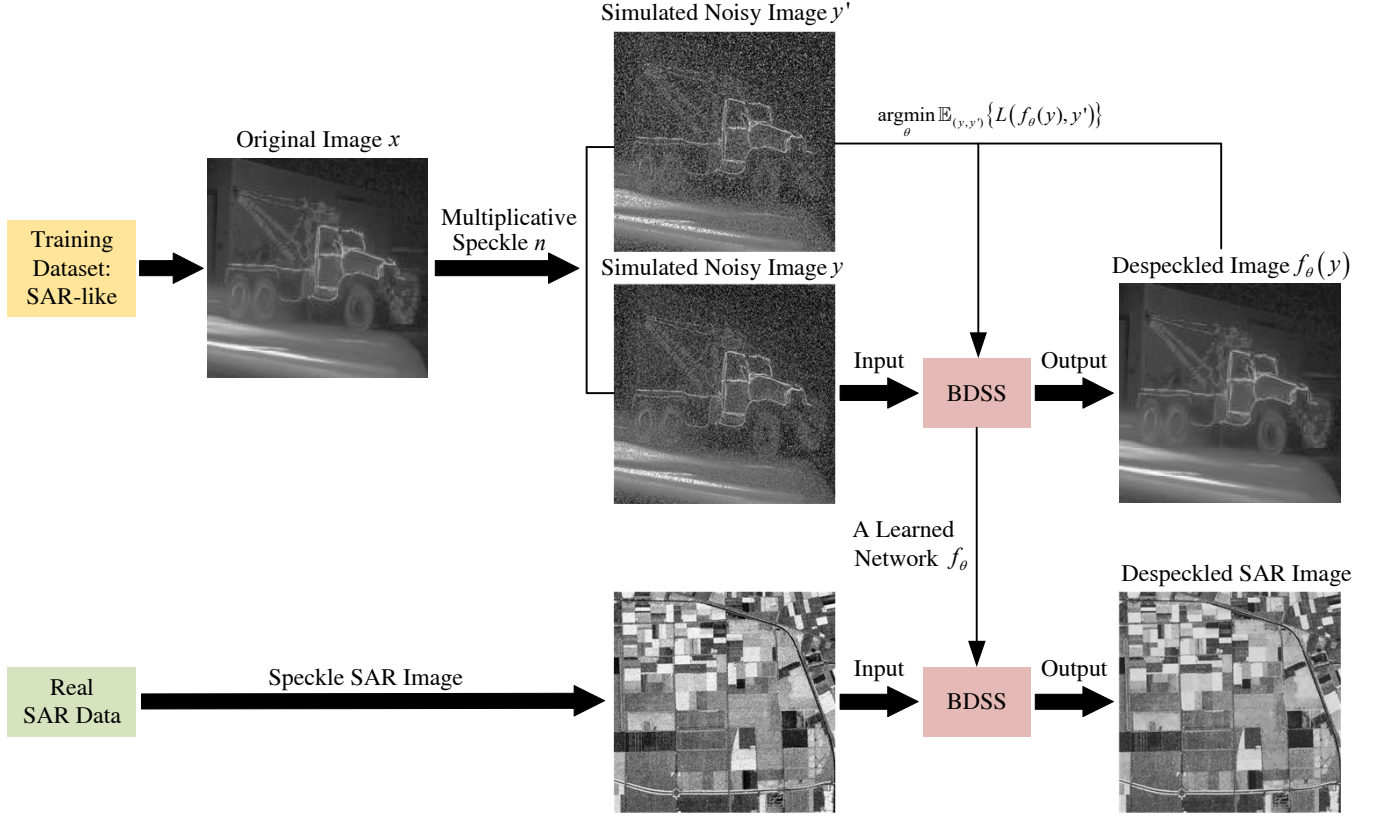 Simulated Noisy Image y'
argmin 𝔼(y,y'){L(fθ(y), y')}
θ
Original Image x
Multiplicative
Speckle n
Training
Dataset:
SAR-like
Simulated Noisy Image y
Despeckled Image fθ(y)
Input
BDSS
Output
A Learned
Network fθ
Despeckled SAR Image
Real
SAR Data
Speckle SAR Image
Input
BDSS
Output